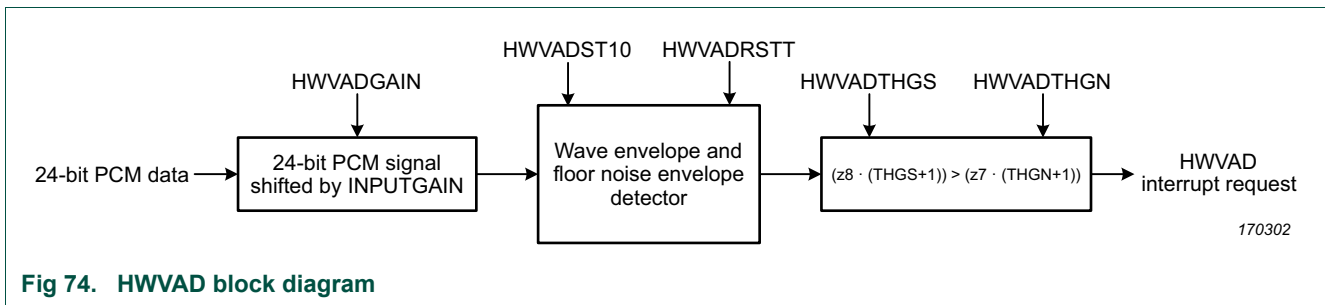 HWVADST10
HWVADRSTT
HWVADGAIN
HWVADTHGS
HWVADTHGN
24-bit PCM data
24-bit PCM signal
shifted by INPUTGAIN
Wave envelope and
floor noise envelope
detector
(z8 · (THGS+1)) > (z7 · (THGN+1))
HWVAD
interrupt request
170302
Fig 74. HWVAD block diagram